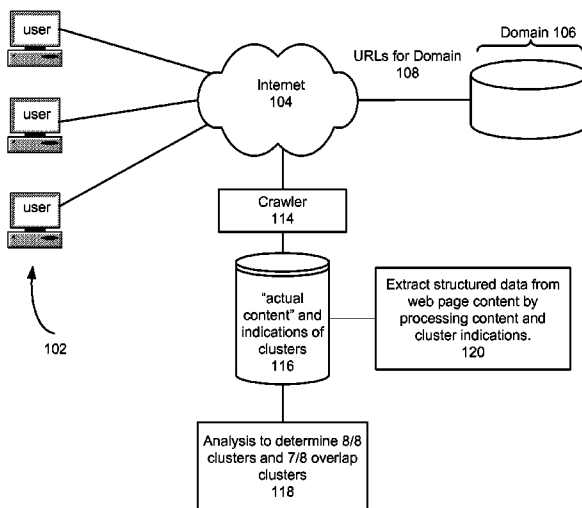 user
user
user
102
Internet
104
URLs for Domain
108
Domain 106
Crawler
114
“actual
content” and
indications of
clusters
116
Extract structured data from
web page content by
processing content and
cluster indications.
120
Analysis to determine 8/8
clusters and 7/8 overlap
clusters
118